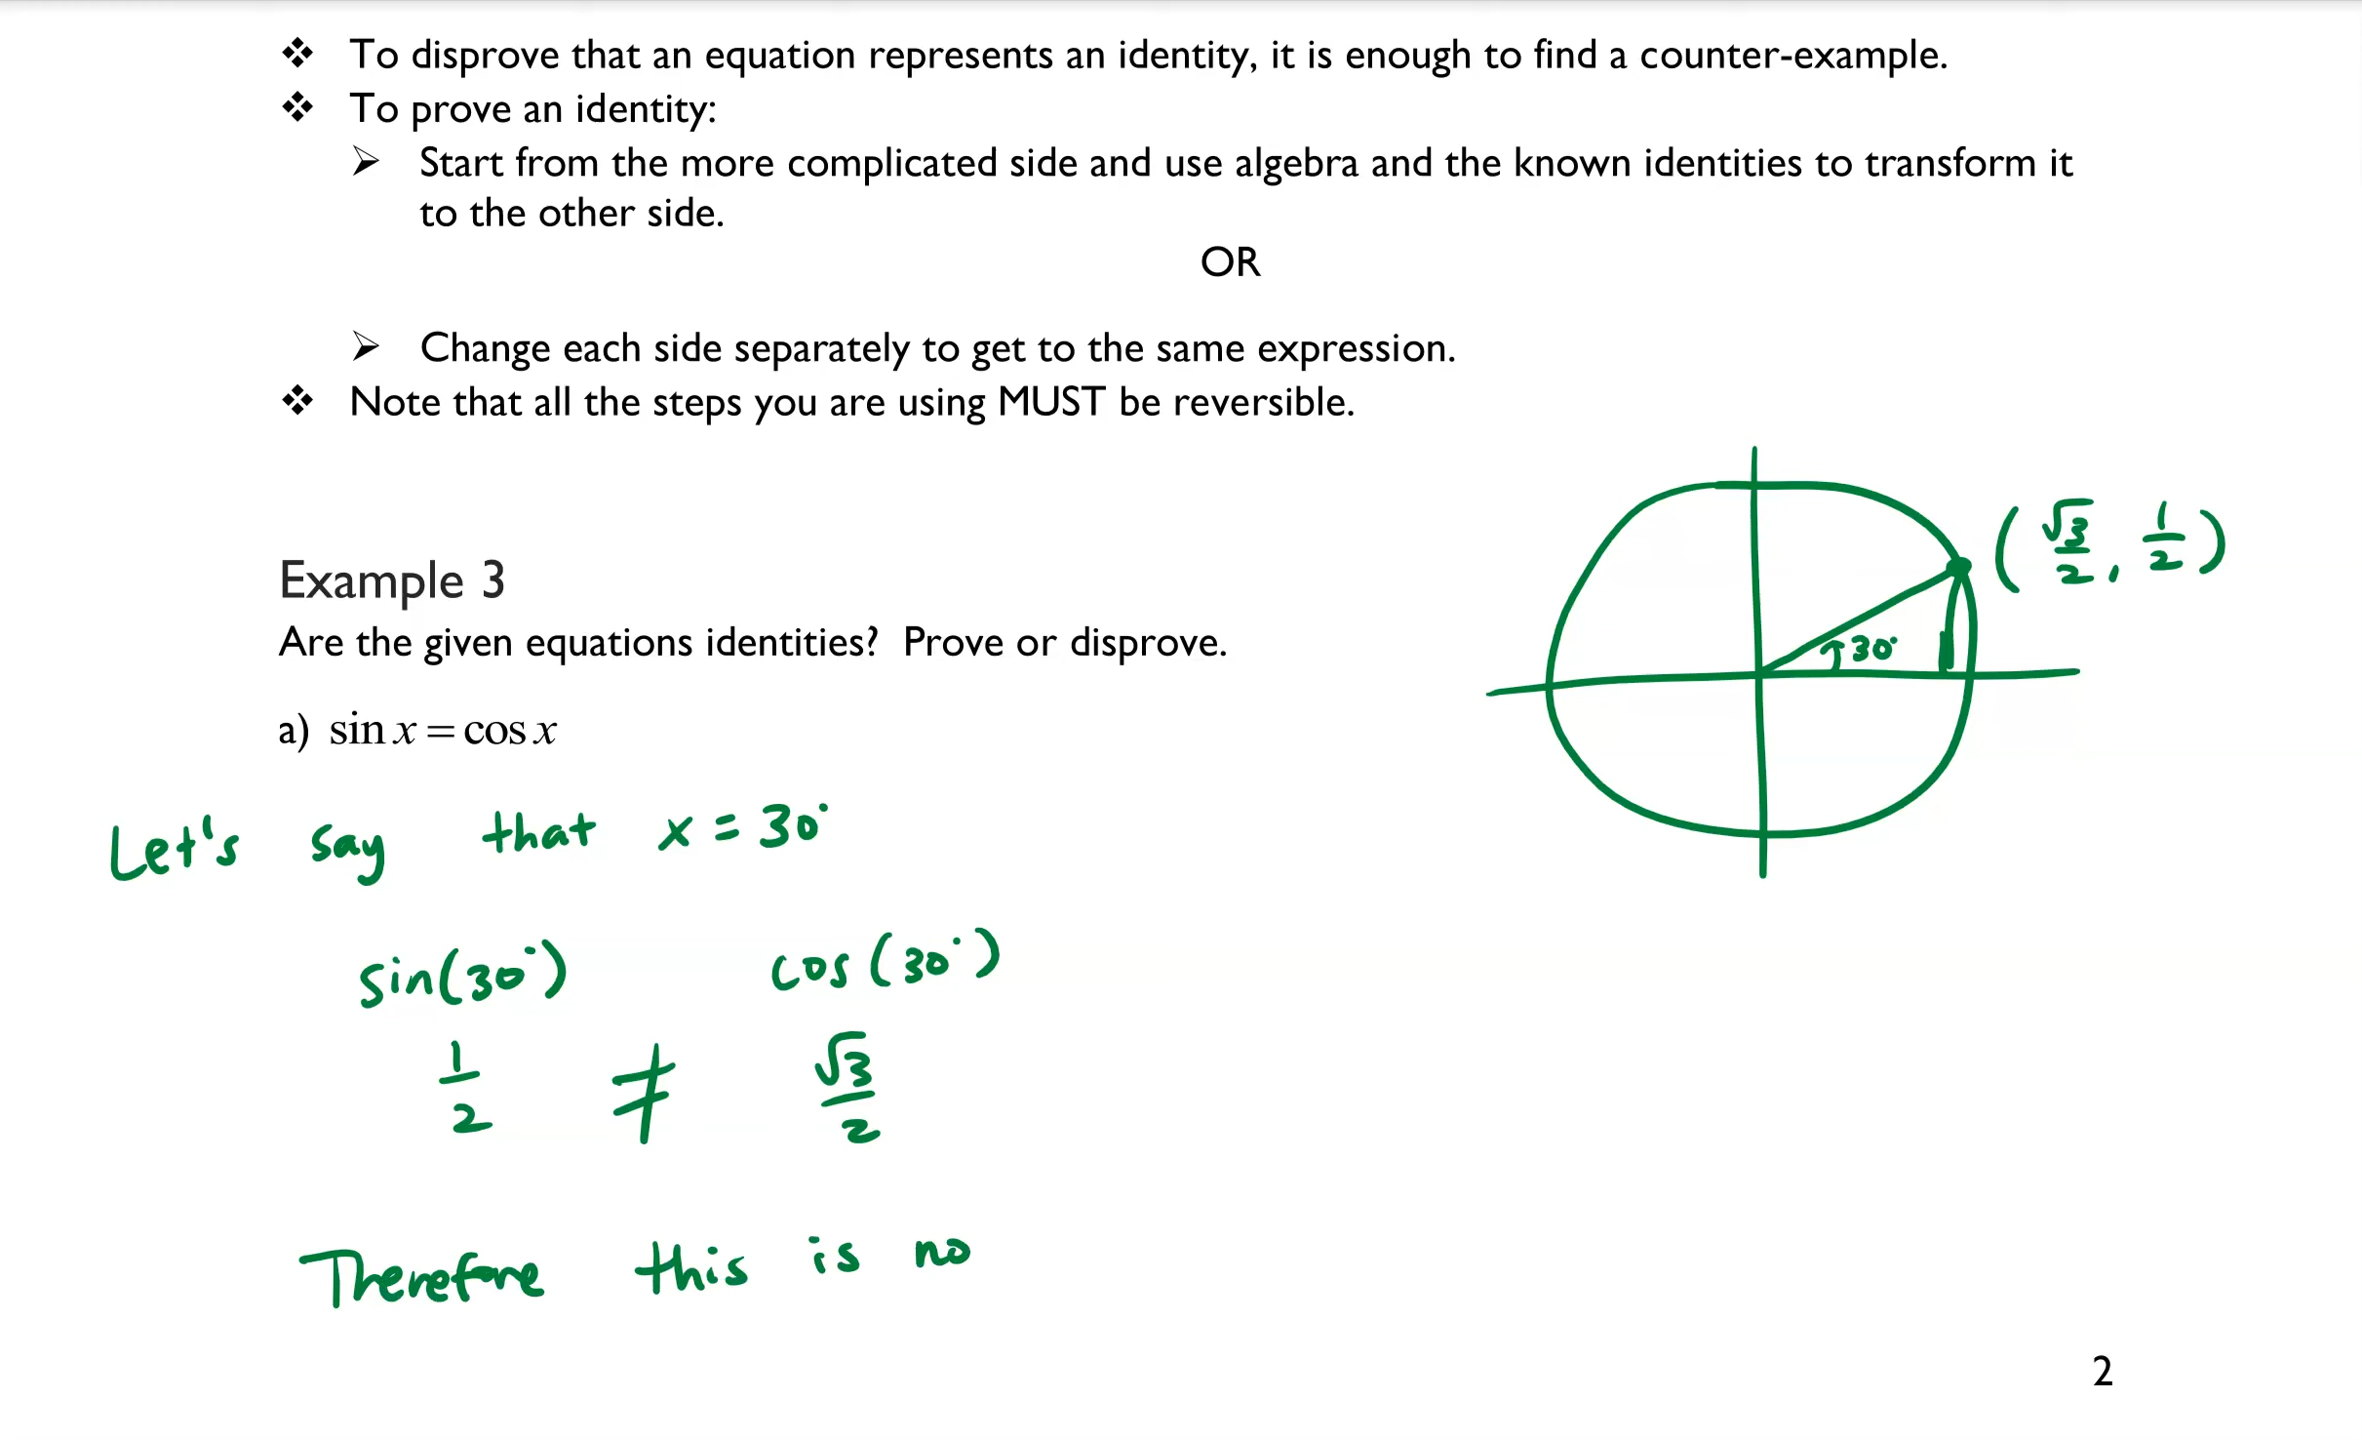 ❖ To disprove that an equation represents an identity, it is enough to find a counter-example.
❖ To prove an identity:
➢ Start from the more complicated side and use algebra and the known identities to transform it
to the other side.
OR
➢ Change each side separately to get to the same expression.
❖ Note that all the steps you are using MUST be reversible.
(√3/2, 1/2)
30°
Example 3
Are the given equations identities? Prove or disprove.
a) sin x = cos x
Let's say that x = 30°
sin(30°) cos(30°)
1/2 ≠ √3/2
Therefore this is no
2